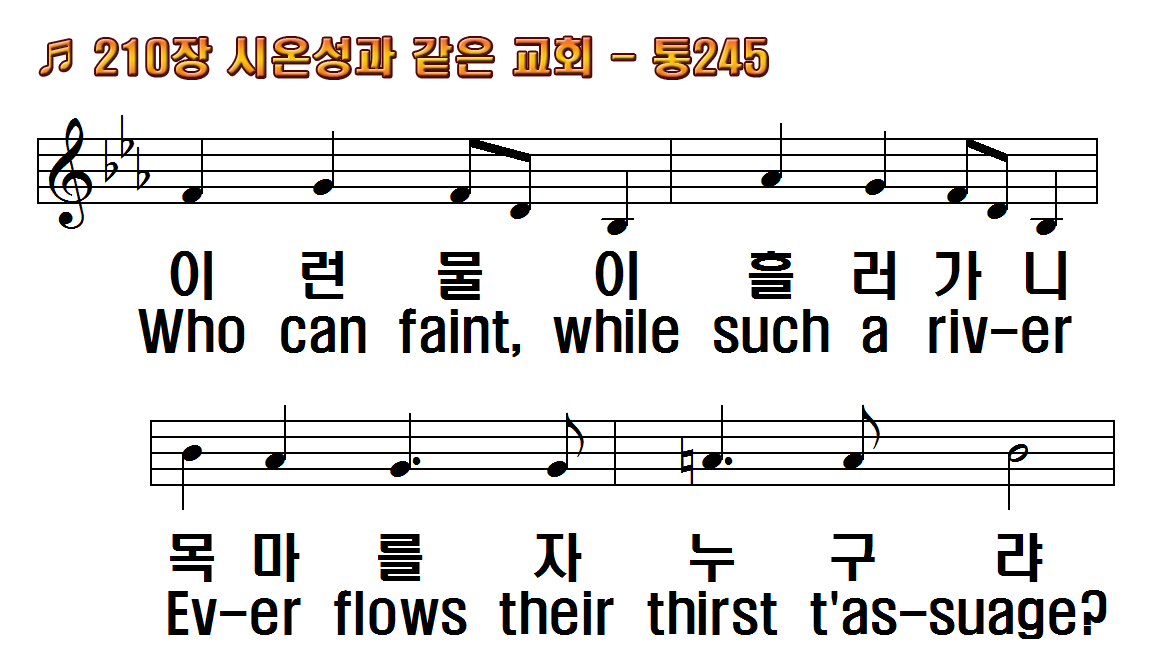 ♬ 210장 시온성과 같은 교회 - 통245
이 런 물 이 흘 러 가 니
Who can faint, while such a riv-er
목 마 를 자 누 구 랴
Ev-er flows their thirst t'as-suage?